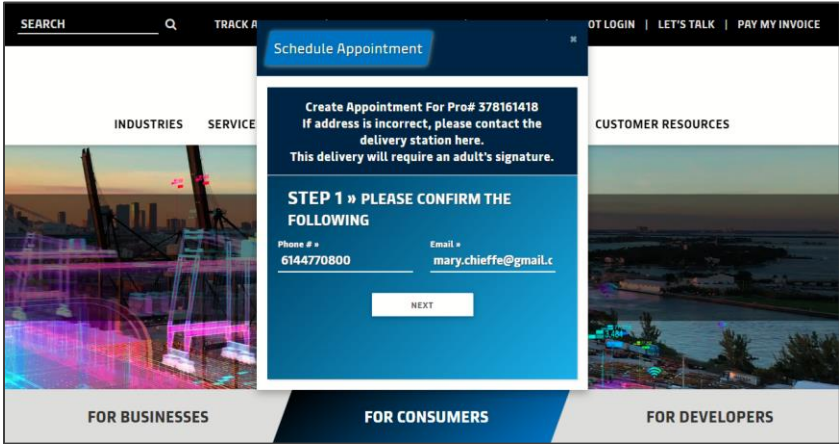 SEARCH
TRACK A
OT LOGIN | LET'S TALK | PAY MY INVOICE
Schedule Appointment
INDUSTRIES SERVICE
CUSTOMER RESOURCES
Create Appointment For Pro# 378161418
If address is incorrect, please contact the
delivery station here.
This delivery will require an adult's signature.
STEP 1 » PLEASE CONFIRM THE
FOLLOWING
Phone # » Email »
6144770800 mary.chieffe@gmail.c
NEXT
FOR BUSINESSES FOR CONSUMERS FOR DEVELOPERS